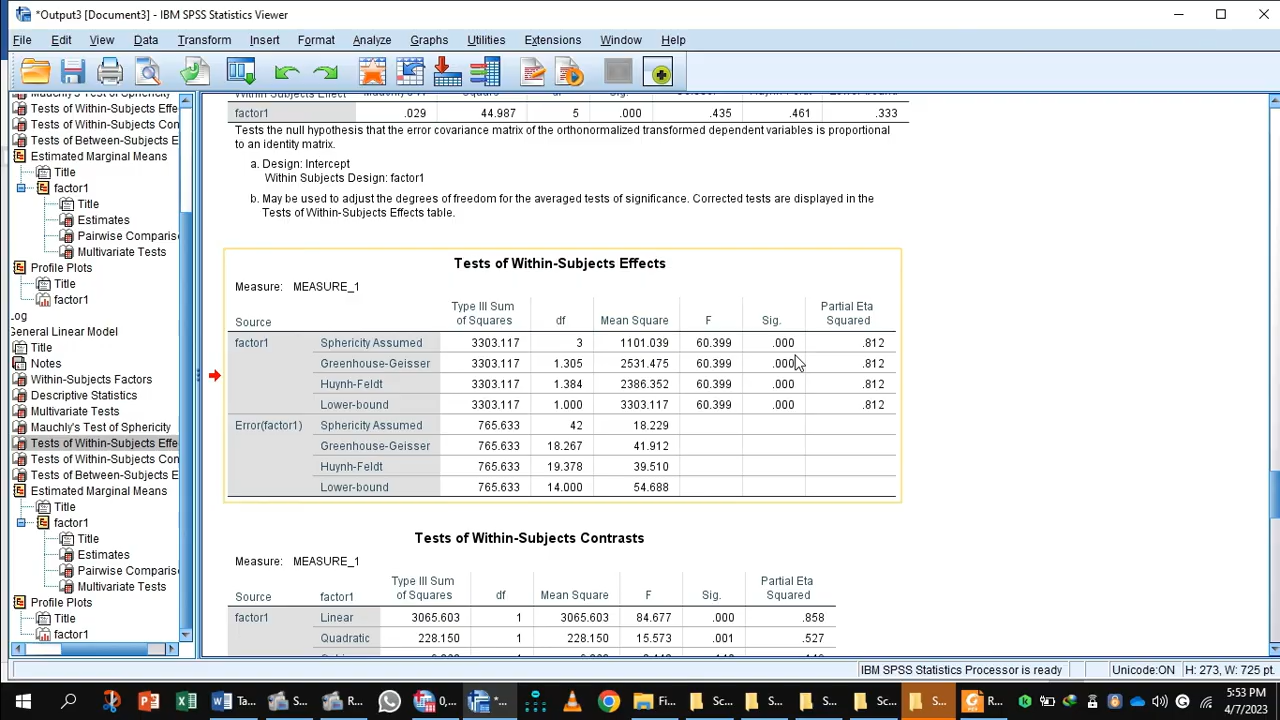 *Output3 [Document3] - IBM SPSS Statistics Viewer
File Edit View Data Transform Insert Format Analyze Graphs Utilities Extensions Window Help
Mauchly's Test of Sphericity
Tests of Within-Subjects Effe
Tests of Within-Subjects Con
Tests of Between-Subjects E
Estimated Marginal Means
Title
factor1
Title
Estimates
Pairwise Comparis
Multivariate Tests
Profile Plots
Title
factor1
og
eneral Linear Model
Title
Notes
Within-Subjects Factors
Descriptive Statistics
Multivariate Tests
Mauchly's Test of Sphericity
Tests of Within-Subjects Effe
Tests of Within-Subjects Con
Tests of Between-Subjects E
Estimated Marginal Means
Title
factor1
Title
Estimates
Pairwise Comparis
Multivariate Tests
Profile Plots
Title
factor1
Within Subjects Effect Mauchly's W Square df Sig.
factor1 .029 44.987 5 .000 .435 .461 .333
Tests the null hypothesis that the error covariance matrix of the orthonormalized transformed dependent variables is proportional
to an identity matrix.
a. Design: Intercept
Within Subjects Design: factor1
b. May be used to adjust the degrees of freedom for the averaged tests of significance. Corrected tests are displayed in the
Tests of Within-Subjects Effects table.
Tests of Within-Subjects Effects
Measure: MEASURE_1
Source Type III Sum of Squares df Mean Square F Sig. Partial Eta Squared
factor1 Sphericity Assumed 3303.117 3 1101.039 60.399 .000 .812
Greenhouse-Geisser 3303.117 1.305 2531.475 60.399 .000 .812
Huynh-Feldt 3303.117 1.384 2386.352 60.399 .000 .812
Lower-bound 3303.117 1.000 3303.117 60.399 .000 .812
Error(factor1) Sphericity Assumed 765.633 42 18.229
Greenhouse-Geisser 765.633 18.267 41.912
Huynh-Feldt 765.633 19.378 39.510
Lower-bound 765.633 14.000 54.688
Tests of Within-Subjects Contrasts
Measure: MEASURE_1
Source factor1 Type III Sum of Squares df Mean Square F Sig. Partial Eta Squared
factor1 Linear 3065.603 1 3065.603 84.677 .000 .858
Quadratic 228.150 1 228.150 15.573 .001 .527
IBM SPSS Statistics Processor is ready Unicode:ON H: 273, W: 725 pt.
Ta... S... R... 0,... *... Fi... Sc... S... Sc... S... R...
5:53 PM
4/7/2023